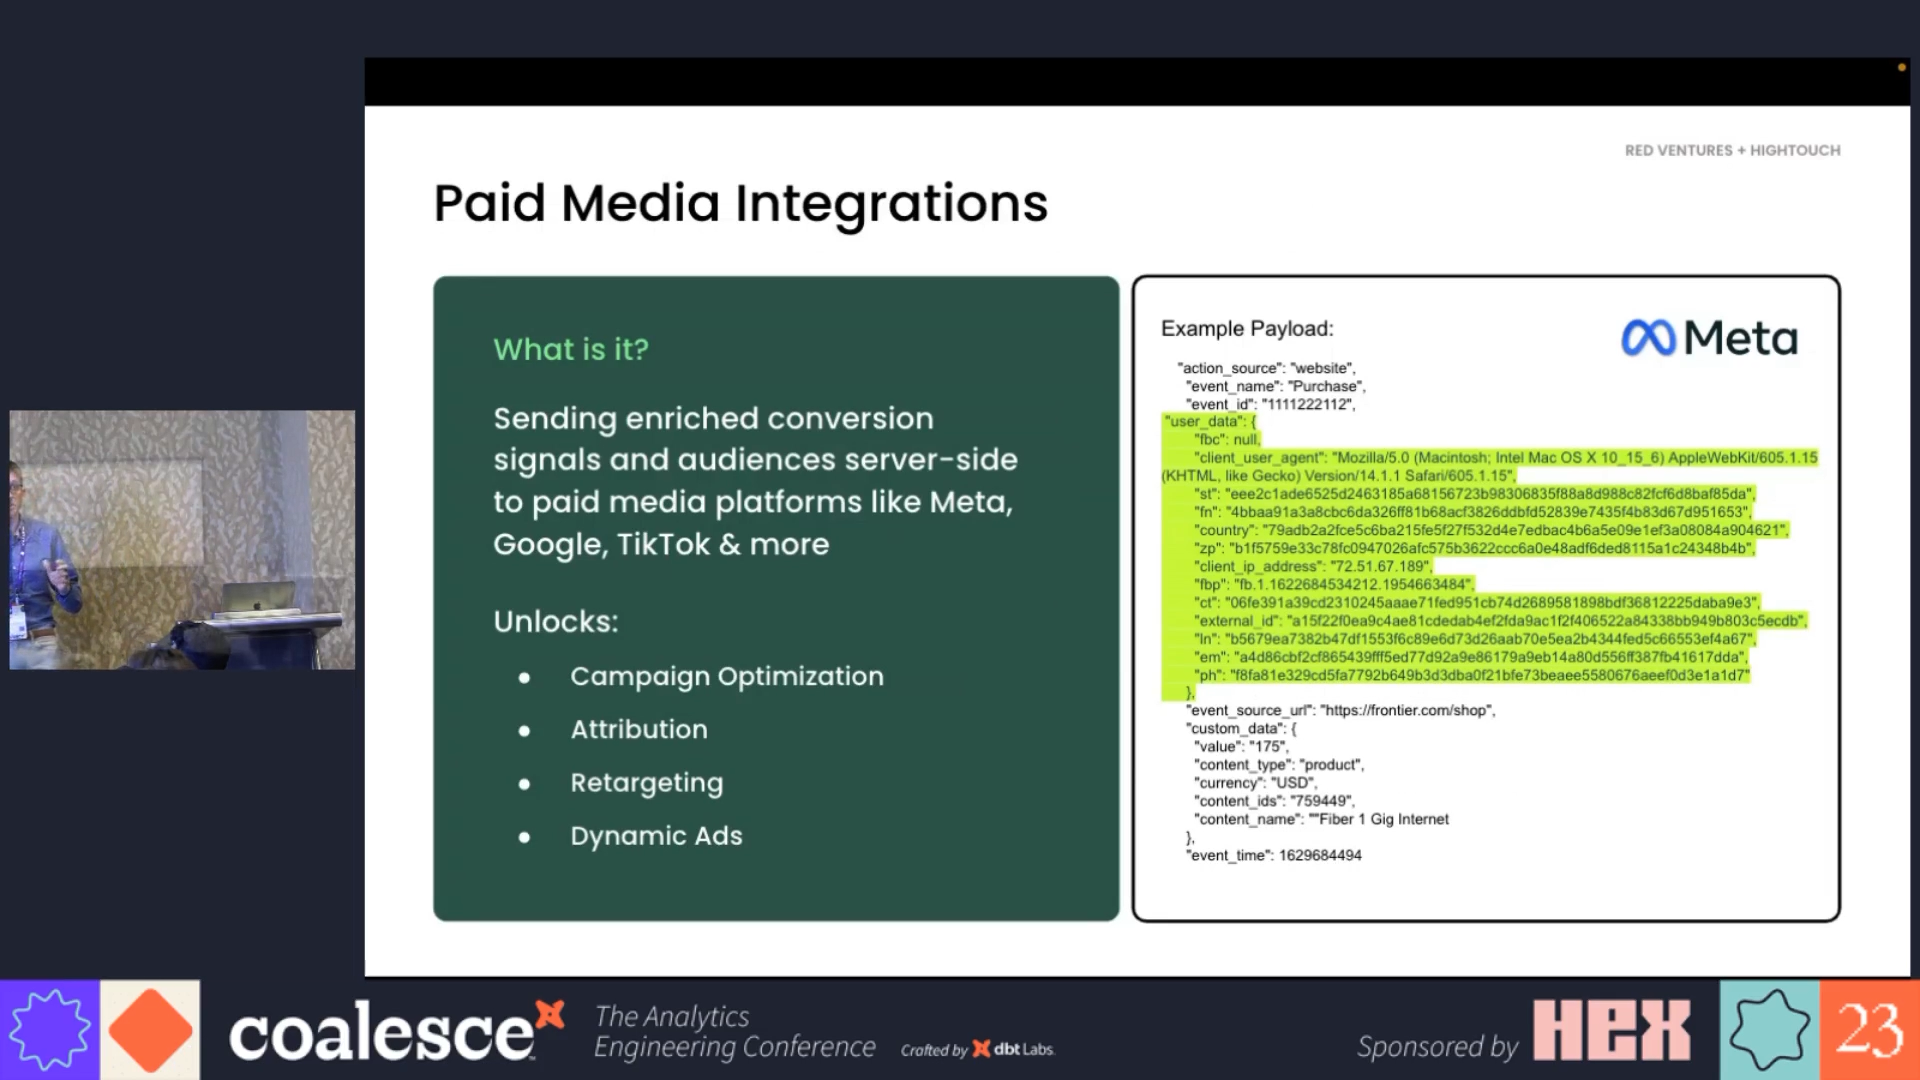 RED VENTURES + HIGHTOUCH
Paid Media Integrations
What is it?
Sending enriched conversion
signals and audiences server-side
to paid media platforms like Meta,
Google, TikTok & more
Unlocks:
● Campaign Optimization
● Attribution
● Retargeting
● Dynamic Ads
Example Payload:
Meta
"action_source": "website",
"event_name": "Purchase",
"event_id": "1111222112",
"user_data": {
"fbc": null,
"client_user_agent": "Mozilla/5.0 (Macintosh; Intel Mac OS X 10_15_6) AppleWebKit/605.1.15
(KHTML, like Gecko) Version/14.1.1 Safari/605.1.15",
"st": "eee2c1ade6525d2463185a68156723b98306835f88a8d988c82fcf6d8baf85da",
"fn": "4bbaa91a3a8cbc6da326ff81b68acf3826ddbfd52839e7435f4b83d67d951653",
"country": "79adb2a2fce5c6ba215fe5f27f532d4e7edbac4b6a5e09e1ef3a08084a904621",
"zp": "b1f5759e33c78fc0947026afc575b3622ccc6a0e48adf6ded8115a1c24348b4b",
"client_ip_address": "72.51.67.189",
"fbp": "fb.1.1622684534212.1954663484",
"ct": "06fe391a39cd2310245aaae71fed951cb74d2689581898bdf36812225daba9e3",
"external_id": "a15f22f0ea9c4ae81cdedab4ef2fda9ac1f2f406522a84338bb949b803c5ecdb",
"ln": "b5679ea7382b47df1553f6c89e6d73d26aab70e5ea2b4344fed5c66553ef4a67",
"em": "a4d86cbf2cf865439fff5ed77d92a9e86179a9eb14a80d556ff387fb41617dda",
"ph": "f8fa81e329cd5fa7792b649b3d3dba0f21bfe73beaee5580676aeef0d3e1a1d7"
},
"event_source_url": "https://frontier.com/shop",
"custom_data": {
"value": "175",
"content_type": "product",
"currency": "USD",
"content_ids": "759449",
"content_name": ""Fiber 1 Gig Internet
},
"event_time": 1629684494
coalesce
The Analytics
Engineering Conference
Crafted by dbt Labs
Sponsored by HEX
23